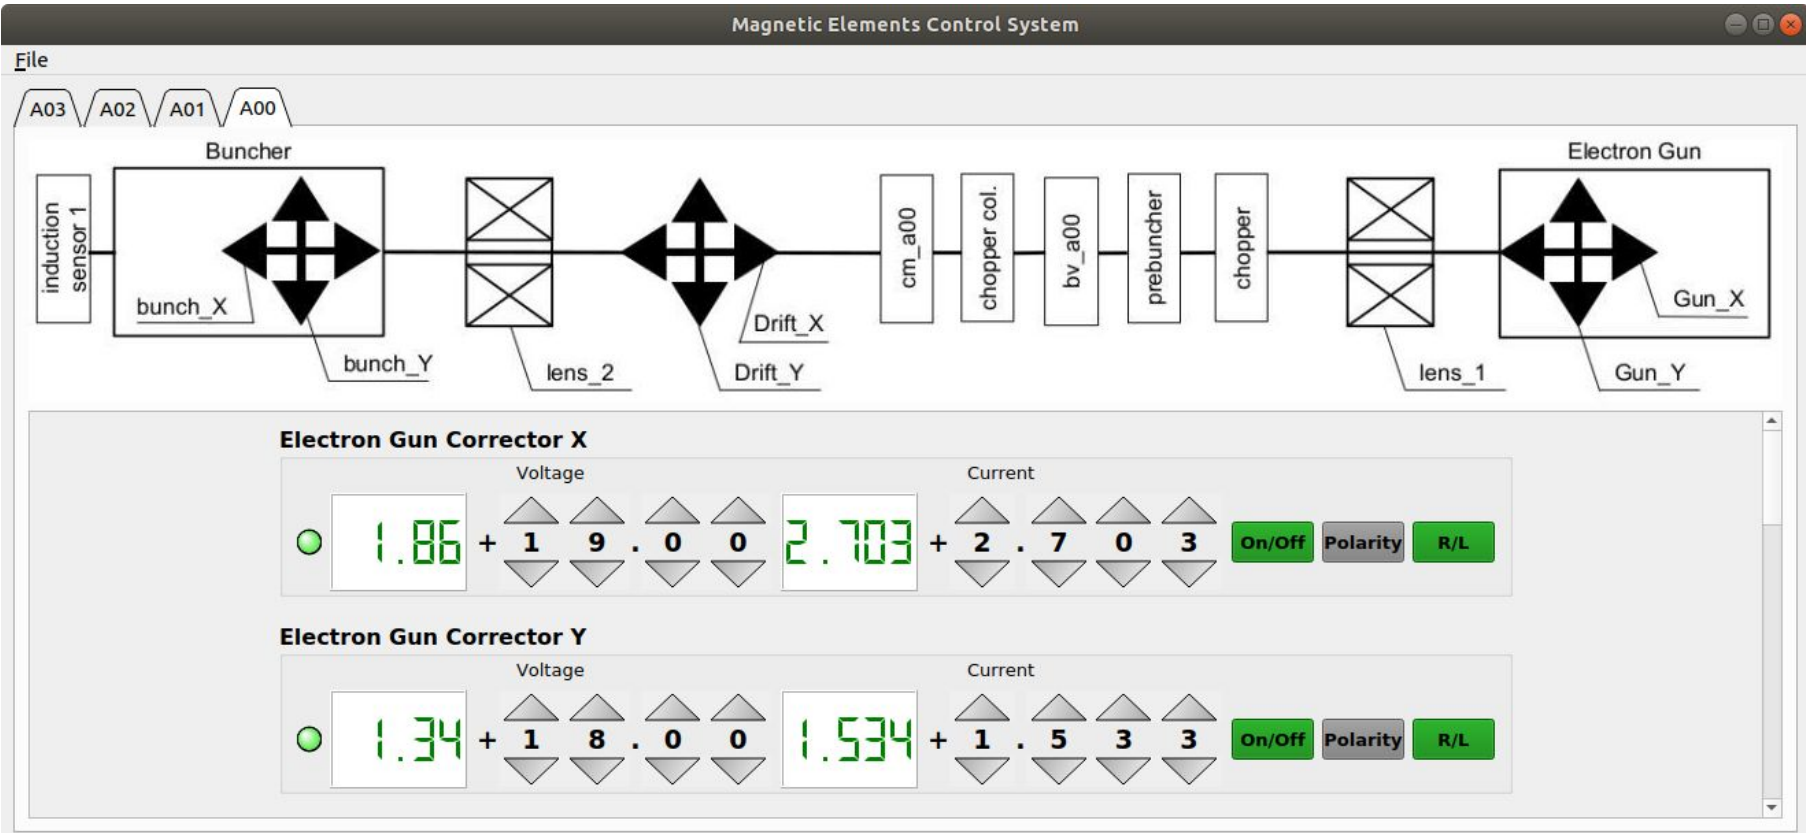 Magnetic Elements Control System
File
A03 A02 A01 A00
Buncher
Electron Gun
induction
sensor 1
bunch_X
bunch_Y
lens_2
Drift_X
Drift_Y
cm_a00
chopper col.
bv_a00
prebuncher
chopper
lens_1
Gun_X
Gun_Y
Electron Gun Corrector X
Voltage Current
1.86 + 1 9 . 0 0 2.703 + 2 . 7 0 3 On/Off Polarity R/L
Electron Gun Corrector Y
Voltage Current
1.34 + 1 8 . 0 0 1.534 + 1 . 5 3 3 On/Off Polarity R/L